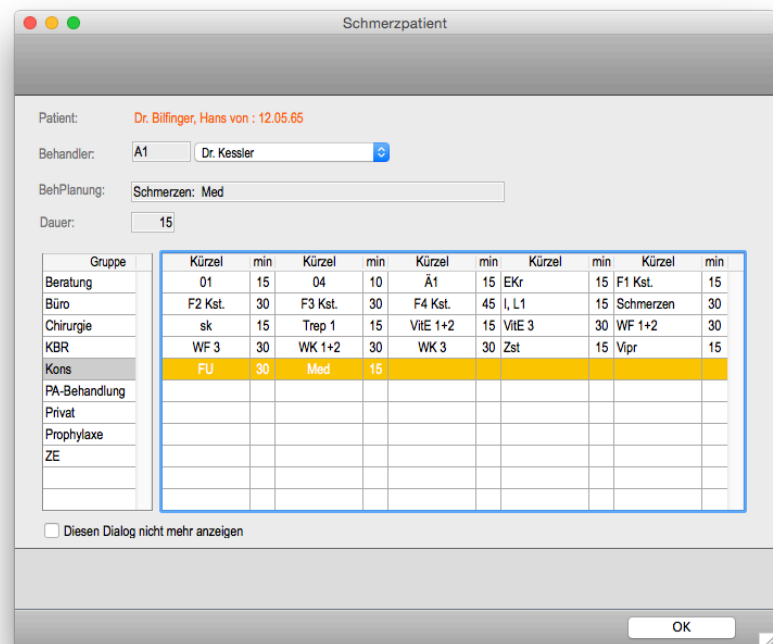 Schmerzpatient
Patient: Dr. Bilfinger, Hans von : 12.05.65
Behandler: A1 Dr. Kessler
BehPlanung: Schmerzen: Med
Dauer: 15
Gruppe Kürzel min Kürzel min Kürzel min Kürzel min Kürzel min
Beratung 01 15 04 10 Ä1 15 EKr 15 F1 Kst. 15
Büro F2 Kst. 30 F3 Kst. 30 F4 Kst. 45 I, L1 15 Schmerzen 30
Chirurgie sk 15 Trep 1 15 VitE 1+2 15 VitE 3 30 WF 1+2 30
KBR WF 3 30 WK 1+2 30 WK 3 30 Zst 15 Vipr 15
Kons FU 30 Med 15
PA-Behandlung
Privat
Prophylaxe
ZE
Diesen Dialog nicht mehr anzeigen
OK